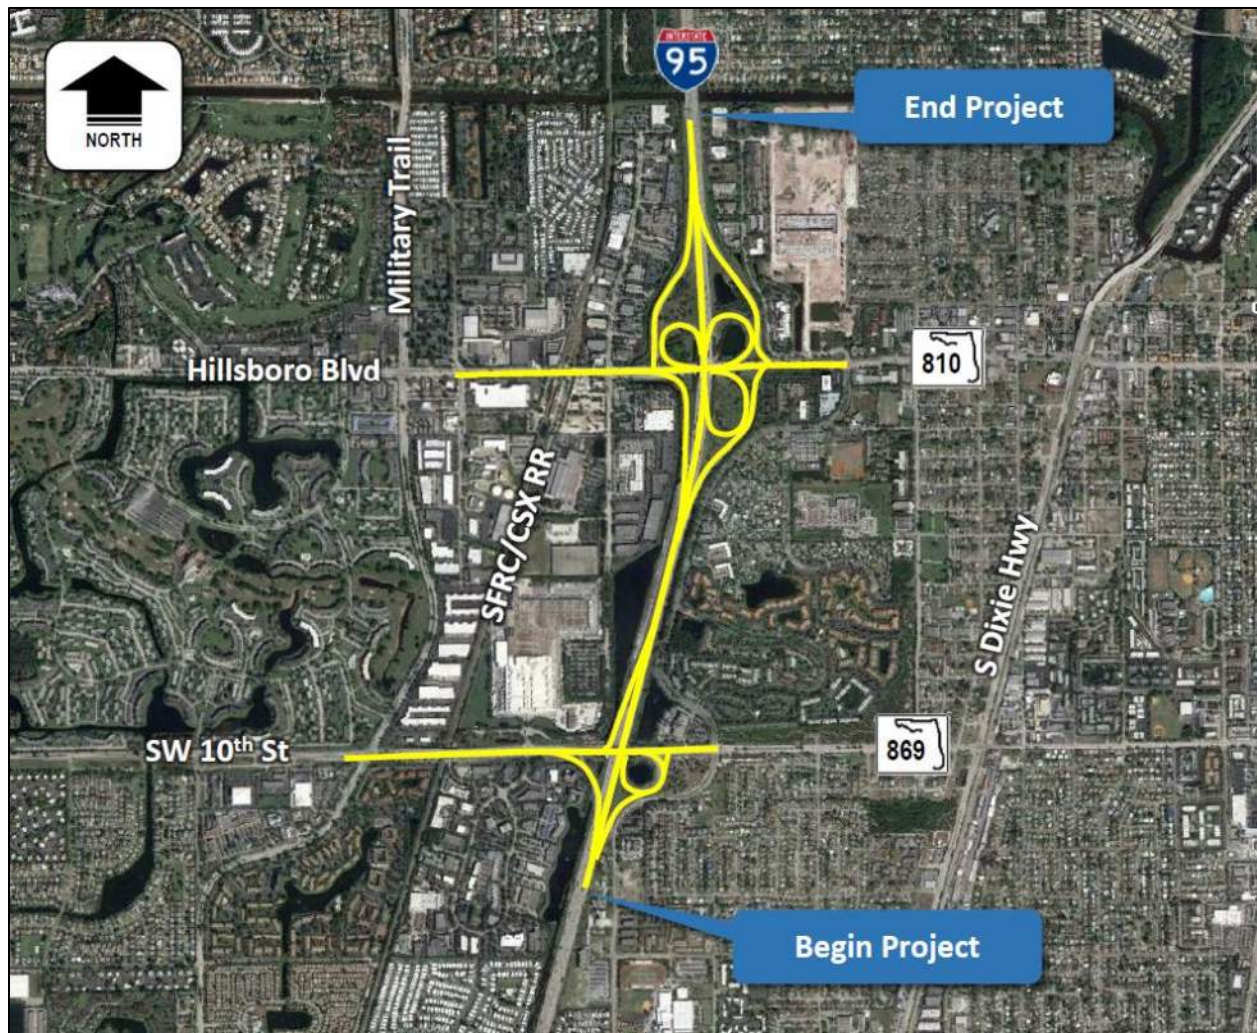 INTERSTATE
95
End Project
NORTH
Military Trail
Hillsboro Blvd
810
SFRC/CSX RR
S Dixie Hwy
SW 10th St
869
Begin Project